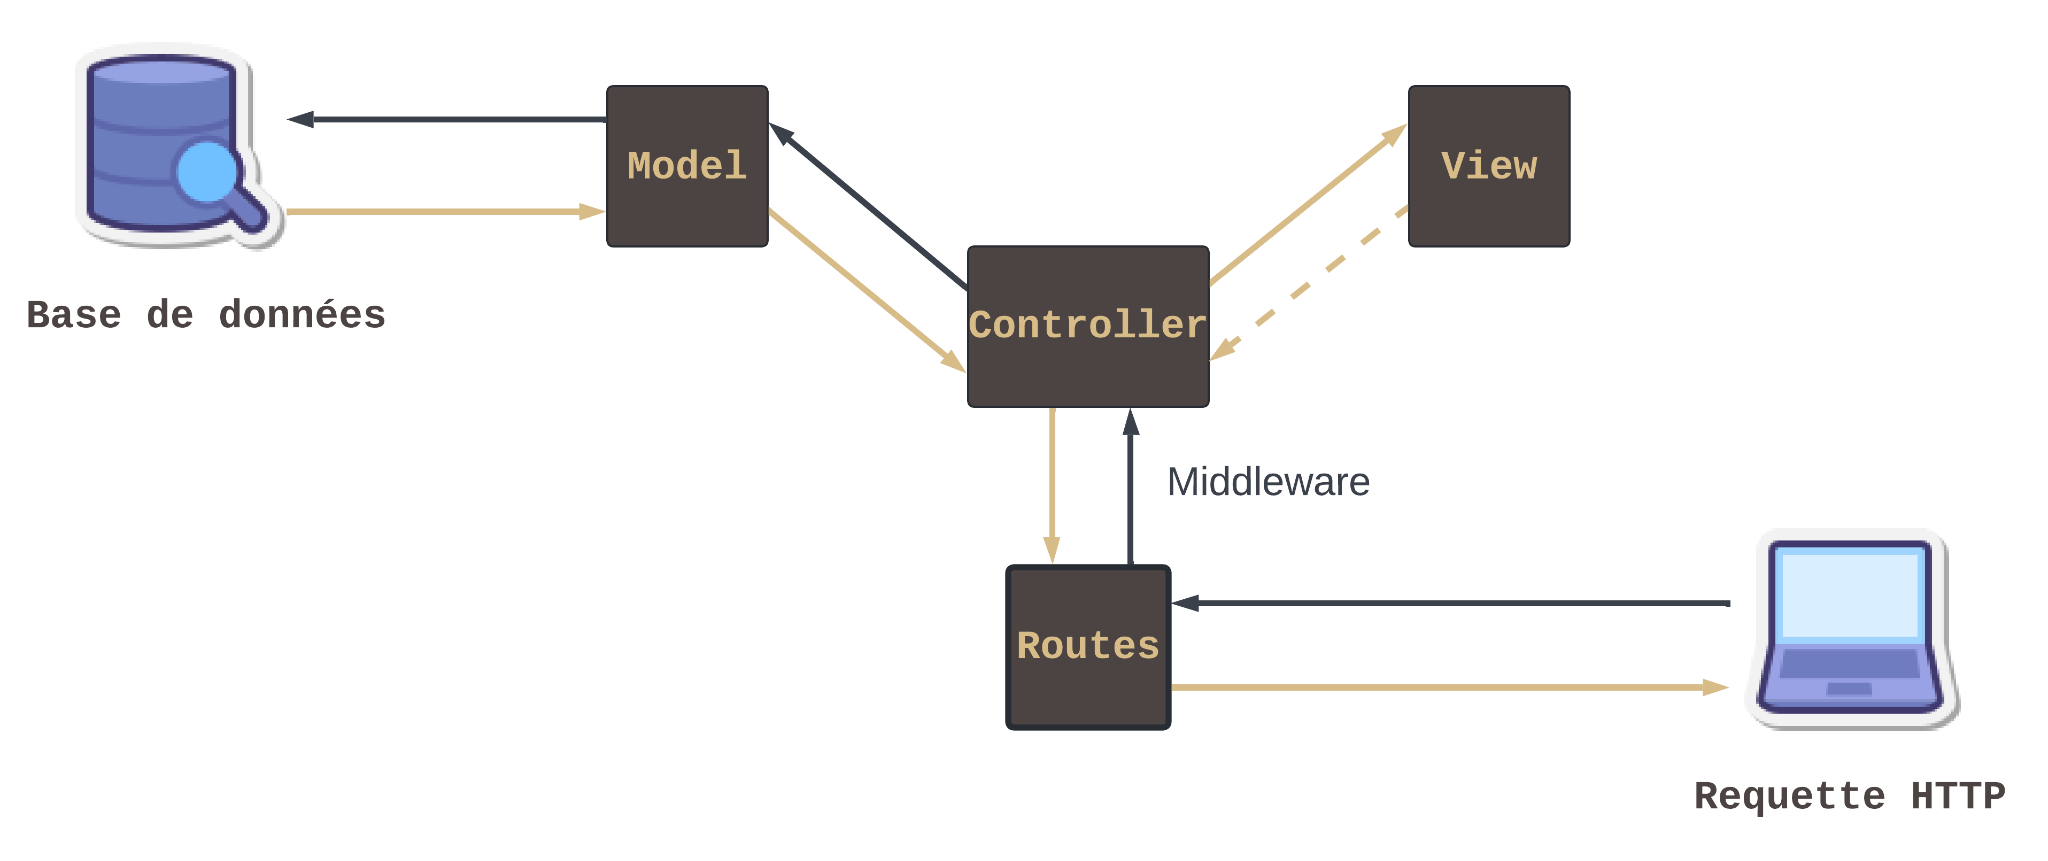 Model
View
Base de données
Controller
Middleware
Routes
Requette HTTP